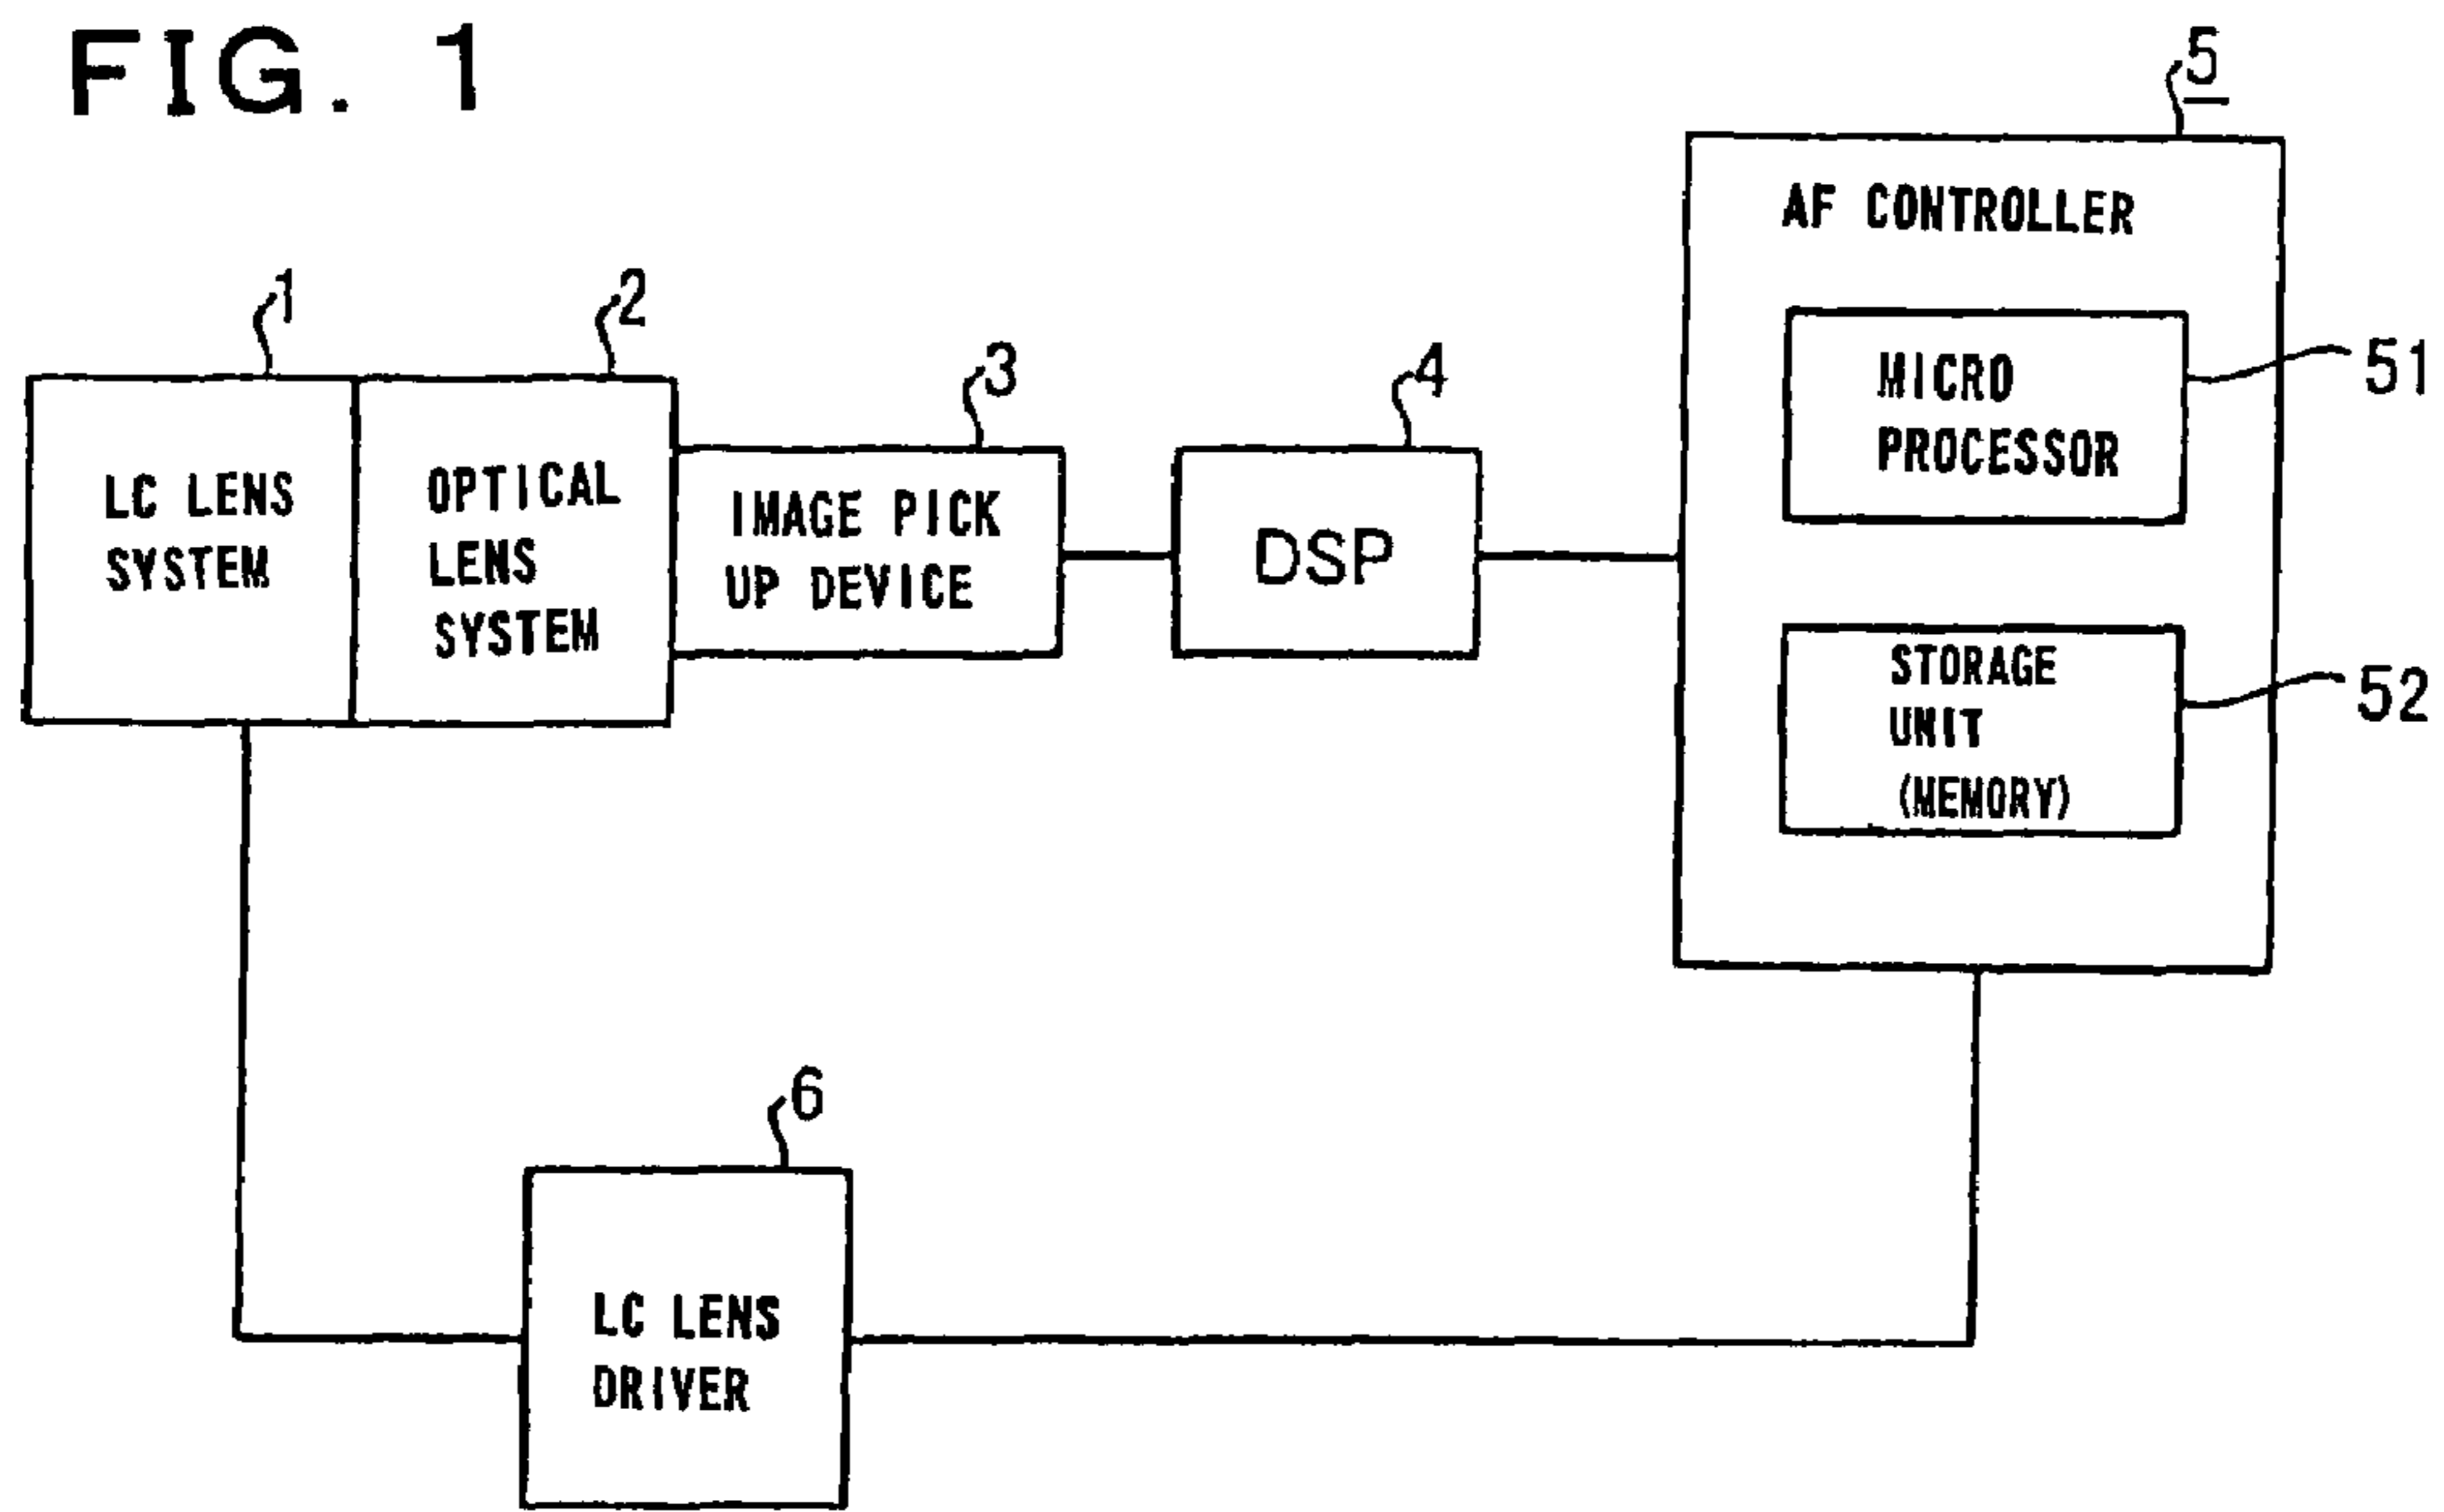 FIG. 1
5
AF CONTROLLER
1
2
3
4
MICRO
PROCESSOR
51
LC LENS
SYSTEM
OPTICAL
LENS
SYSTEM
IMAGE PICK
UP DEVICE
DSP
STORAGE
UNIT
(MEMORY)
52
6
LC LENS
DRIVER